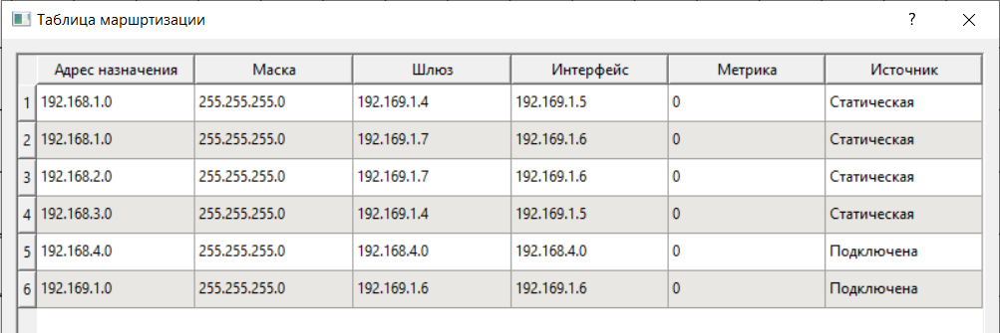 Таблица маршртизации
?
Адрес назначения Маска Шлюз Интерфейс Метрика Источник
1 192.168.1.0 255.255.255.0 192.169.1.4 192.169.1.5 0 Статическая
2 192.168.1.0 255.255.255.0 192.169.1.7 192.169.1.6 0 Статическая
3 192.168.2.0 255.255.255.0 192.169.1.7 192.169.1.6 0 Статическая
4 192.168.3.0 255.255.255.0 192.169.1.4 192.169.1.5 0 Статическая
5 192.168.4.0 255.255.255.0 192.168.4.0 192.168.4.0 0 Подключена
6 192.169.1.0 255.255.255.0 192.169.1.6 192.169.1.6 0 Подключена